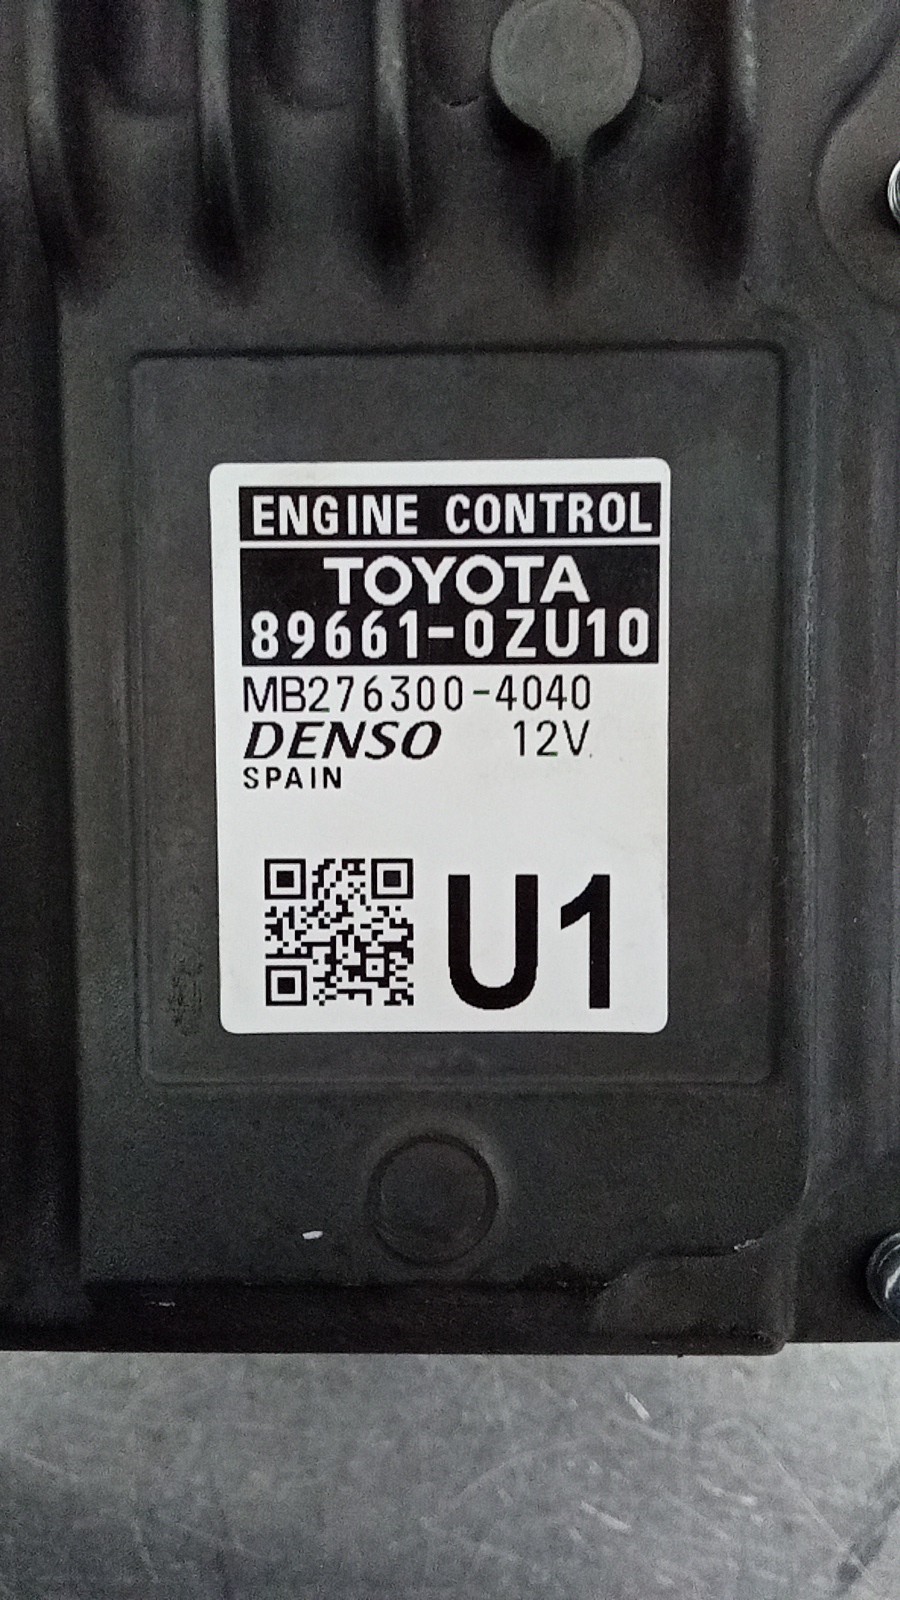 ENGINE CONTROL
TOYOTA
89661-0ZU10
MB276300-4040
DENSO 12V.
SPAIN
U1